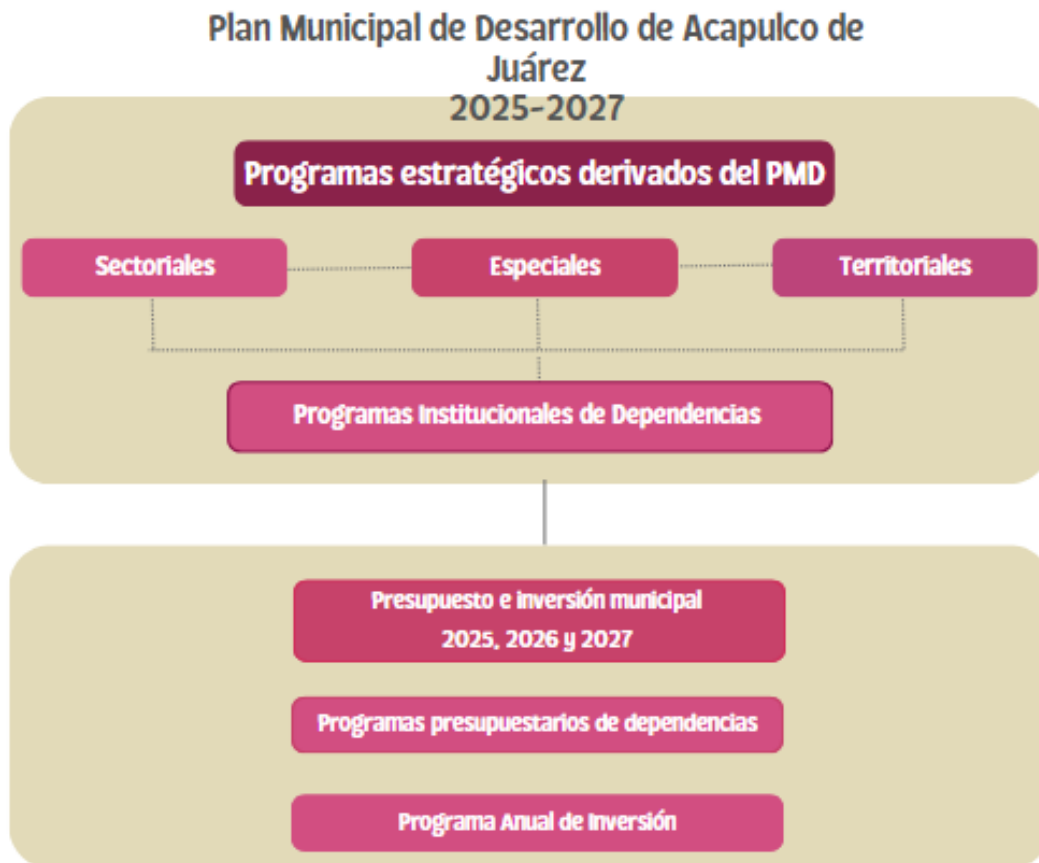 Plan Municipal de Desarrollo de Acapulco de
Juárez
2025-2027
Programas estratégicos derivados del PMD
Sectoriales
Especiales
Territoriales
Programas Institucionales de Dependencias
Presupuesto e inversión municipal
2025, 2026 y 2027
Programas presupuestarios de dependencias
Programa Anual de Inversión